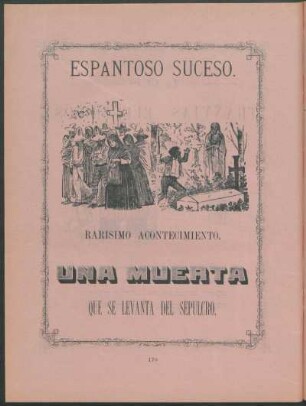 ESPANTOSO SUCESO.
RARISIMO ACONTECIMIENTO.
UNA MUERTA
QUE SE LEVANTA DEL SEPULCRO.